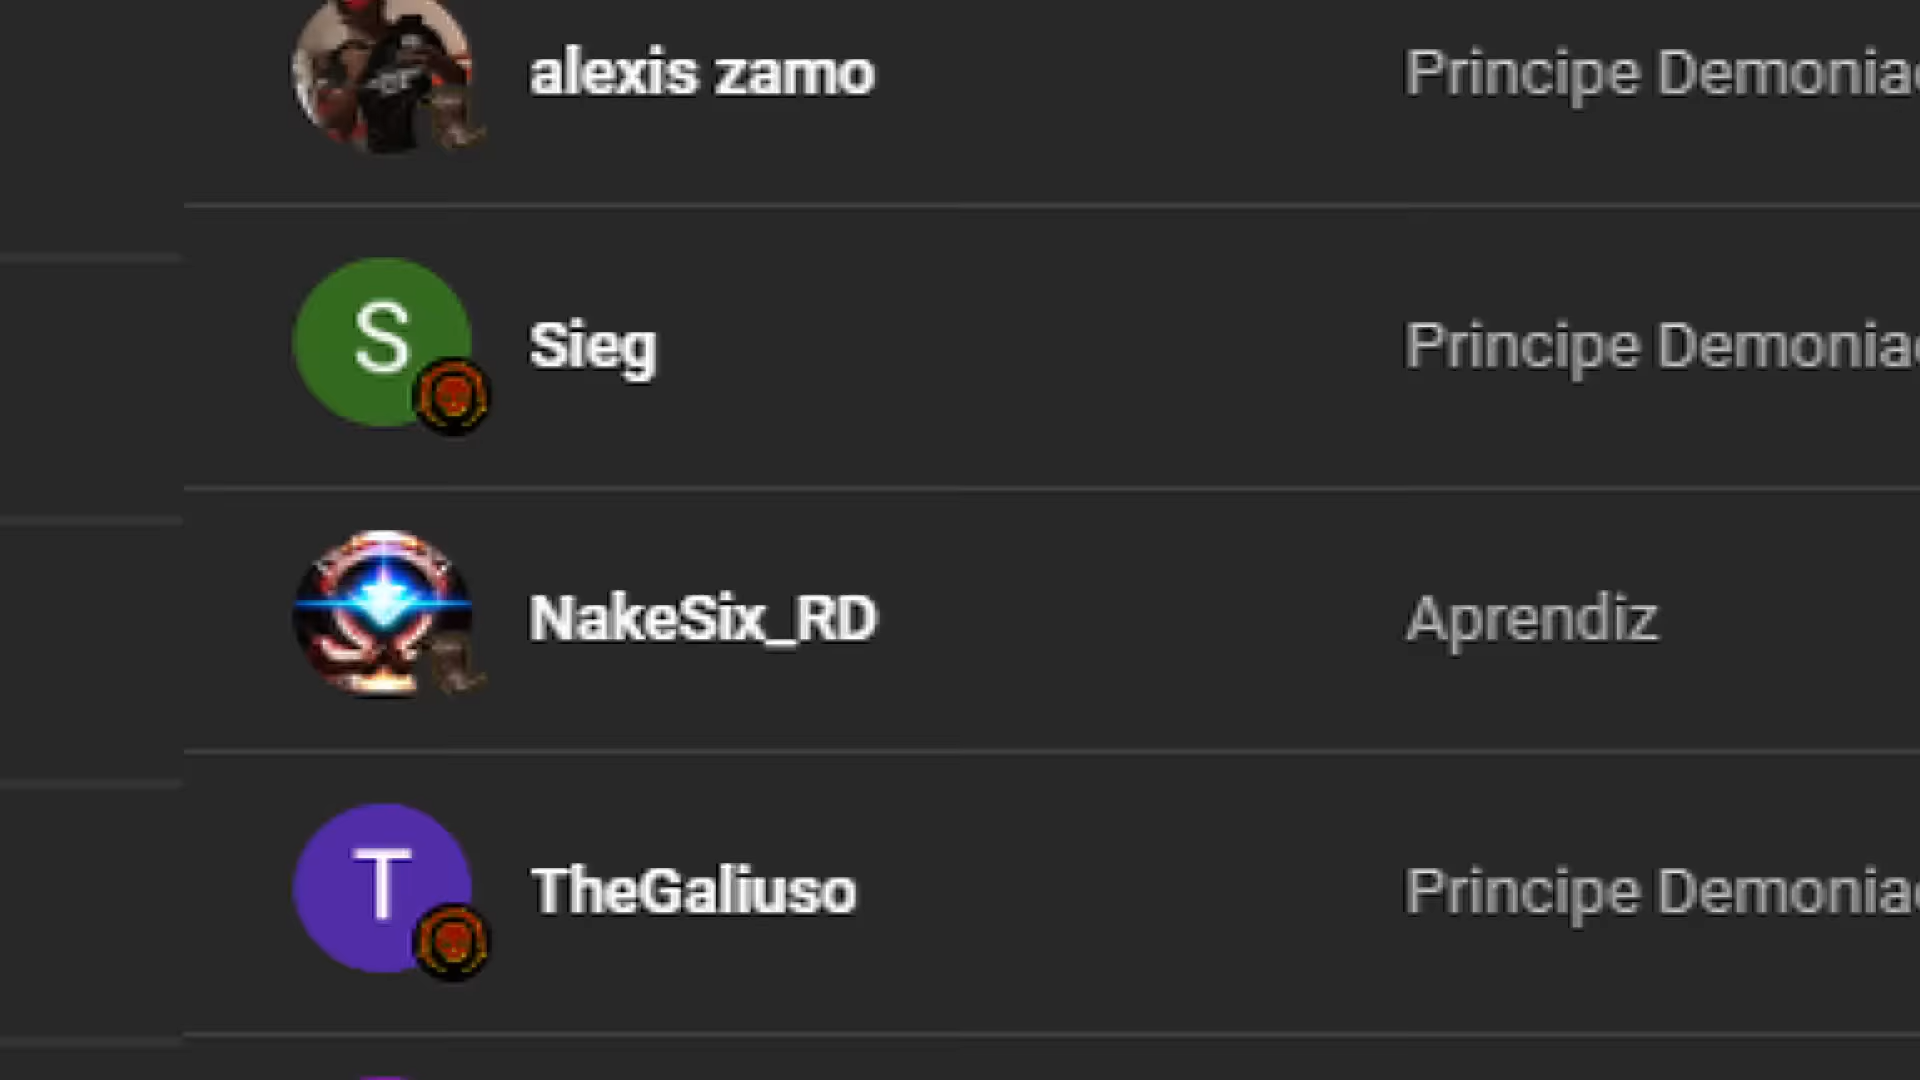 alexis zamo Principe Demonia
S Sieg Principe Demonia
NakeSix_RD Aprendiz
T TheGaliuso Principe Demonia